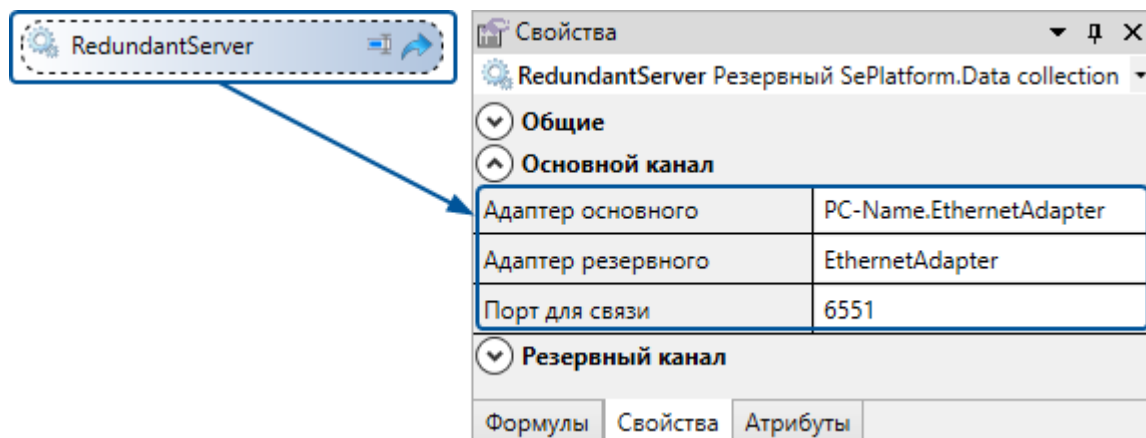 RedundantServer
Свойства
RedundantServer Резервный SePlatform.Data collection
Общие
Основной канал
Адаптер основного PC-Name.EthernetAdapter
Адаптер резервного EthernetAdapter
Порт для связи 6551
Резервный канал
Формулы Свойства Атрибуты